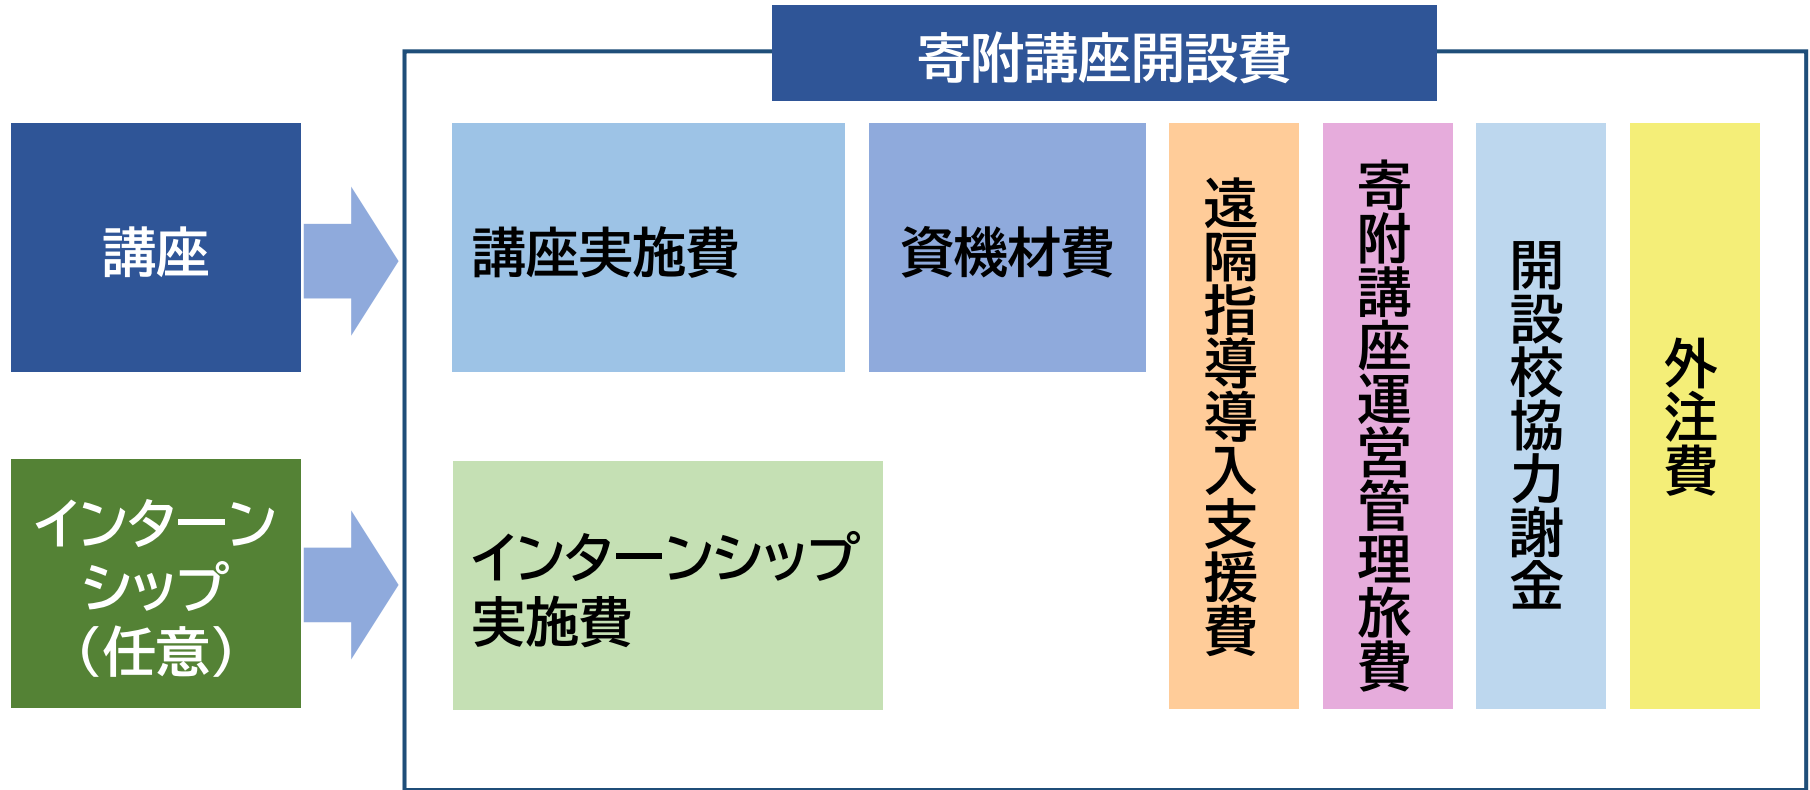 寄附講座開設費
講座
講座実施費
資機材費
遠隔指導導入支援費
寄附講座運営管理旅費
開設校協力謝金
外注費
インターン
シップ
（任意）
インターンシップ
実施費